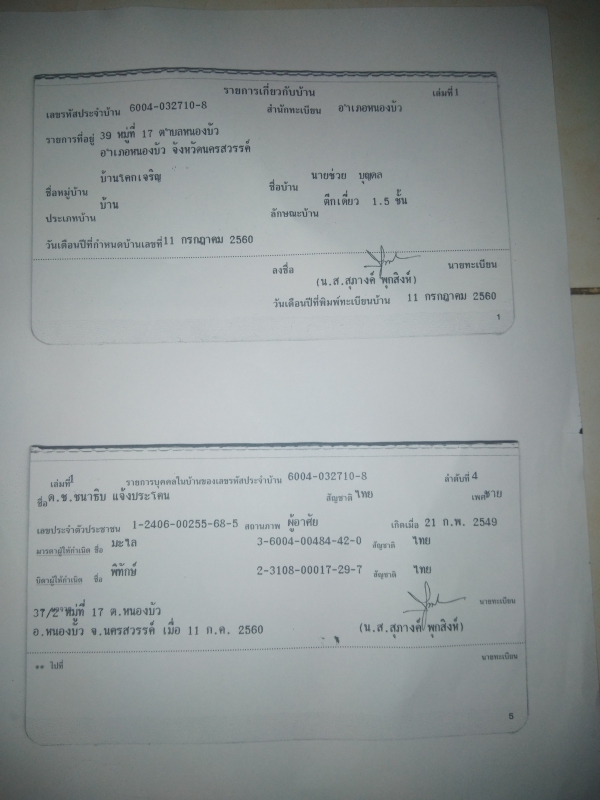 รายการเกี่ยวกับบ้าน เล่มที่ 1
เลขรหัสประจำบ้าน 6004-032710-8 สำนักทะเบียน อำเภอหนองบัว
รายการที่อยู่ 39 หมู่ที่ 17 ตำบลหนองบัว
อำเภอหนองบัว จังหวัดนครสวรรค์
ชื่อหมู่บ้าน บ้านโคกเจริญ ชื่อบ้าน นายช่วย บุญดล
ประเภทบ้าน บ้าน ลักษณะบ้าน ตึกเดี่ยว 1.5 ชั้น
วันเดือนปีที่กำหนดบ้านเลขที่ 11 กรกฎาคม 2560
ลงชื่อ นายทะเบียน
(น.ส.สุภางค์ พุกสิงห์)
วันเดือนปีที่พิมพ์ทะเบียนบ้าน 11 กรกฎาคม 2560
1
เล่มที่ 1 รายการบุคคลในบ้านของเลขรหัสประจำบ้าน 6004-032710-8 ลำดับที่ 4
ชื่อ ด.ช.ชนาธิบ แจ้งประโคน สัญชาติ ไทย เพศ ชาย
เลขประจำตัวประชาชน 1-2406-00255-68-5 สถานภาพ ผู้อาศัย เกิดเมื่อ 21 ก.พ. 2549
มารดาผู้ให้กำเนิด ชื่อ มะไล 3-6004-00484-42-0 สัญชาติ ไทย
บิดาผู้ให้กำเนิด ชื่อ พิทักษ์ 2-3108-00017-29-7 สัญชาติ ไทย
37/2 หมู่ที่ 17 ต.หนองบัว นายทะเบียน
อ.หนองบัว จ.นครสวรรค์ เมื่อ 11 ก.ค. 2560 (น.ส.สุภางค์ พุกสิงห์)
** ไปที่ นายทะเบียน
5